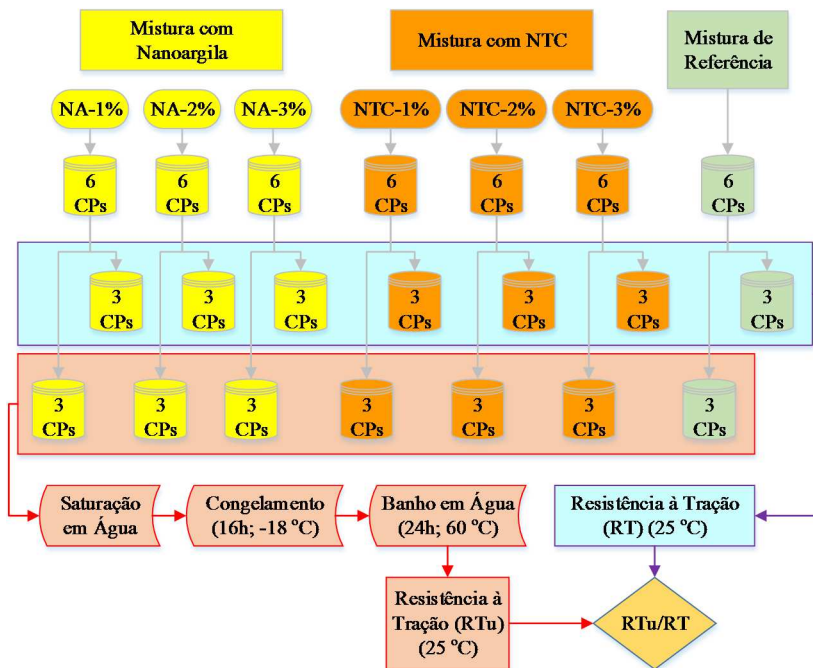 Mistura com
Nanoargila
Mistura com NTC
Mistura de
Referência
NA-1%
NA-2%
NA-3%
NTC-1%
NTC-2%
NTC-3%
6
CPs
6
CPs
6
CPs
6
CPs
6
CPs
6
CPs
6
CPs
3
CPs
3
CPs
3
CPs
3
CPs
3
CPs
3
CPs
3
CPs
3
CPs
3
CPs
3
CPs
3
CPs
3
CPs
3
CPs
3
CPs
Saturação
em Água
Congelamento
(16h; -18 °C)
Banho em Água
(24h; 60 °C)
Resistência à Tração
(RT) (25 °C)
Resistência à
Tração (RTu)
(25 °C)
RTu/RT